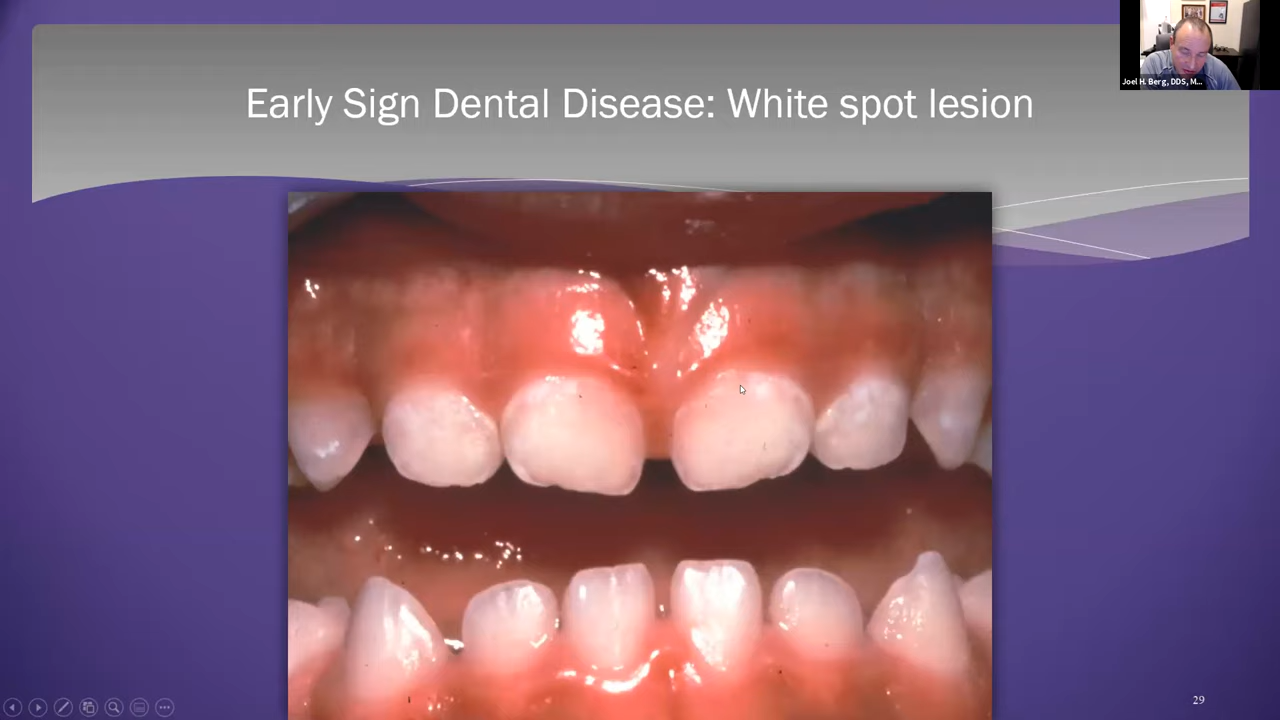 Joel H. Berg, DDS, M...
Early Sign Dental Disease: White spot lesion
29